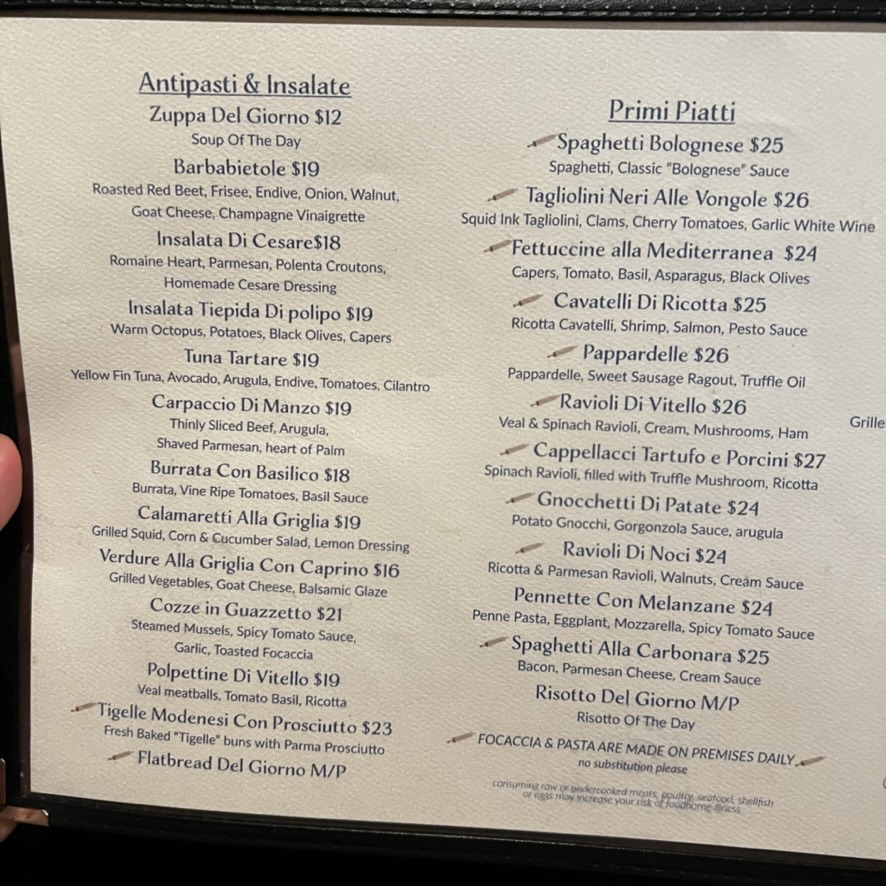 Antipasti & Insalate
Zuppa Del Giorno $12
Soup Of The Day
Barbabietole $19
Roasted Red Beet, Frisee, Endive, Onion, Walnut,
Goat Cheese, Champagne Vinaigrette
Insalata Di Cesare$18
Romaine Heart, Parmesan, Polenta Croutons,
Homemade Cesare Dressing
Insalata Tiepida Di polipo $19
Warm Octopus, Potatoes, Black Olives, Capers
Tuna Tartare $19
Yellow Fin Tuna, Avocado, Arugula, Endive, Tomatoes, Cilantro
Carpaccio Di Manzo $19
Thinly Sliced Beef, Arugula,
Shaved Parmesan, heart of Palm
Burrata Con Basilico $18
Burrata, Vine Ripe Tomatoes, Basil Sauce
Calamaretti Alla Griglia $19
Grilled Squid, Corn & Cucumber Salad, Lemon Dressing
Verdure Alla Griglia Con Caprino $16
Grilled Vegetables, Goat Cheese, Balsamic Glaze
Cozze in Guazzetto $21
Steamed Mussels, Spicy Tomato Sauce,
Garlic, Toasted Focaccia
Polpettine Di Vitello $19
Veal meatballs, Tomato Basil, Ricotta
Tigelle Modenesi Con Prosciutto $23
Fresh Baked "Tigelle" buns with Parma Prosciutto
Flatbread Del Giorno M/P
Primi Piatti
Spaghetti Bolognese $25
Spaghetti, Classic "Bolognese" Sauce
Tagliolini Neri Alle Vongole $26
Squid Ink Tagliolini, Clams, Cherry Tomatoes, Garlic White Wine
Fettuccine alla Mediterranea $24
Capers, Tomato, Basil, Asparagus, Black Olives
Cavatelli Di Ricotta $25
Ricotta Cavatelli, Shrimp, Salmon, Pesto Sauce
Pappardelle $26
Pappardelle, Sweet Sausage Ragout, Truffle Oil
Ravioli Di Vitello $26
Veal & Spinach Ravioli, Cream, Mushrooms, Ham
Cappellacci Tartufo e Porcini $27
Spinach Ravioli, filled with Truffle Mushroom, Ricotta
Gnocchetti Di Patate $24
Potato Gnocchi, Gorgonzola Sauce, arugula
Ravioli Di Noci $24
Ricotta & Parmesan Ravioli, Walnuts, Cream Sauce
Pennette Con Melanzane $24
Penne Pasta, Eggplant, Mozzarella, Spicy Tomato Sauce
Spaghetti Alla Carbonara $25
Bacon, Parmesan Cheese, Cream Sauce
Risotto Del Giorno M/P
Risotto Of The Day
FOCACCIA & PASTA ARE MADE ON PREMISES DAILY
no substitution please
consuming raw or undercooked meats, poultry, seafood, shellfish
or eggs may increase your risk of foodborne illness
Grille